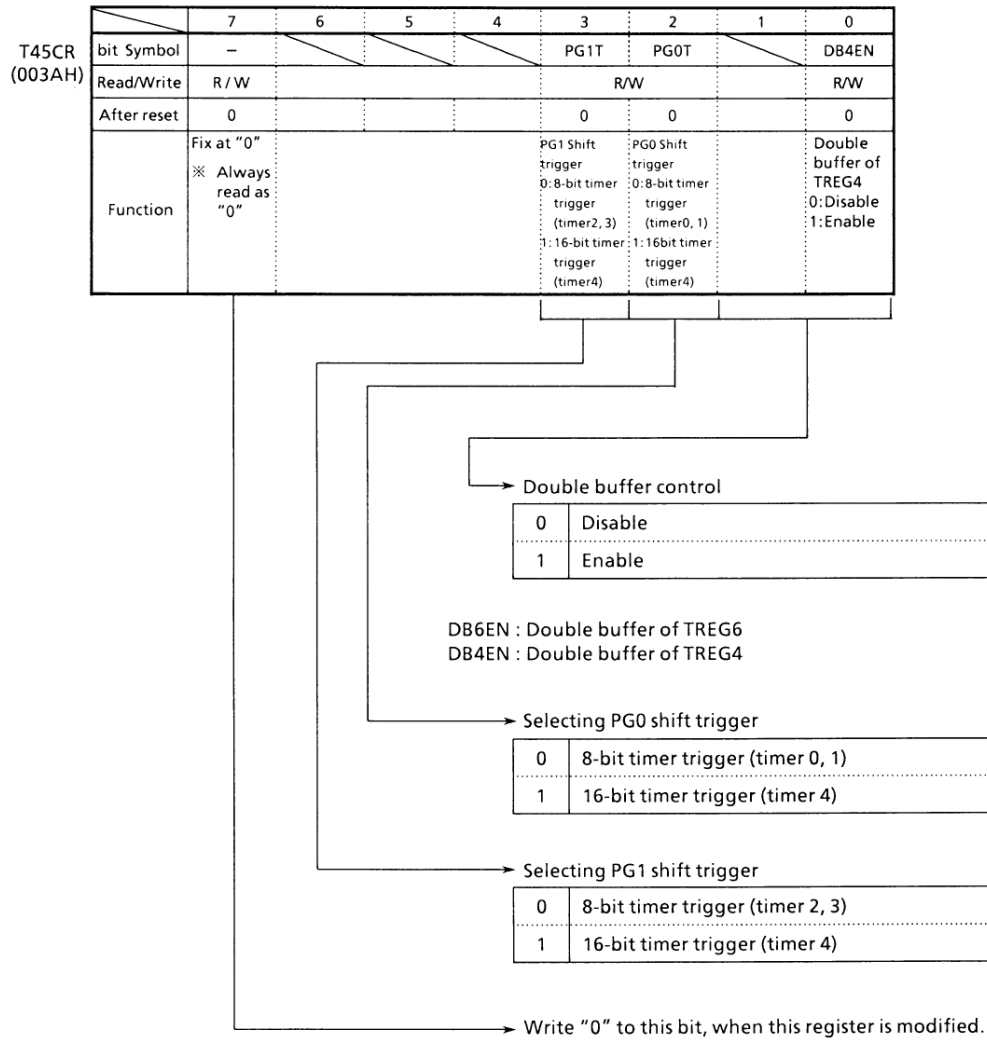 7 6 5 4 3 2 1 0
T45CR
(003AH)
bit Symbol – PG1T PG0T DB4EN
Read/Write R/W R/W R/W
After reset 0 0 0 0
Function
Fix at "0"
※ Always
read as
"0"
PG1 Shift
trigger
0:8-bit timer
trigger
(timer2, 3)
1:16-bit timer
trigger
(timer4)
PG0 Shift
trigger
0:8-bit timer
trigger
(timer0, 1)
1:16bit timer
trigger
(timer4)
Double
buffer of
TREG4
0:Disable
1:Enable
Double buffer control
0 Disable
1 Enable
DB6EN : Double buffer of TREG6
DB4EN : Double buffer of TREG4
Selecting PG0 shift trigger
0 8-bit timer trigger (timer 0, 1)
1 16-bit timer trigger (timer 4)
Selecting PG1 shift trigger
0 8-bit timer trigger (timer 2, 3)
1 16-bit timer trigger (timer 4)
Write "0" to this bit, when this register is modified.